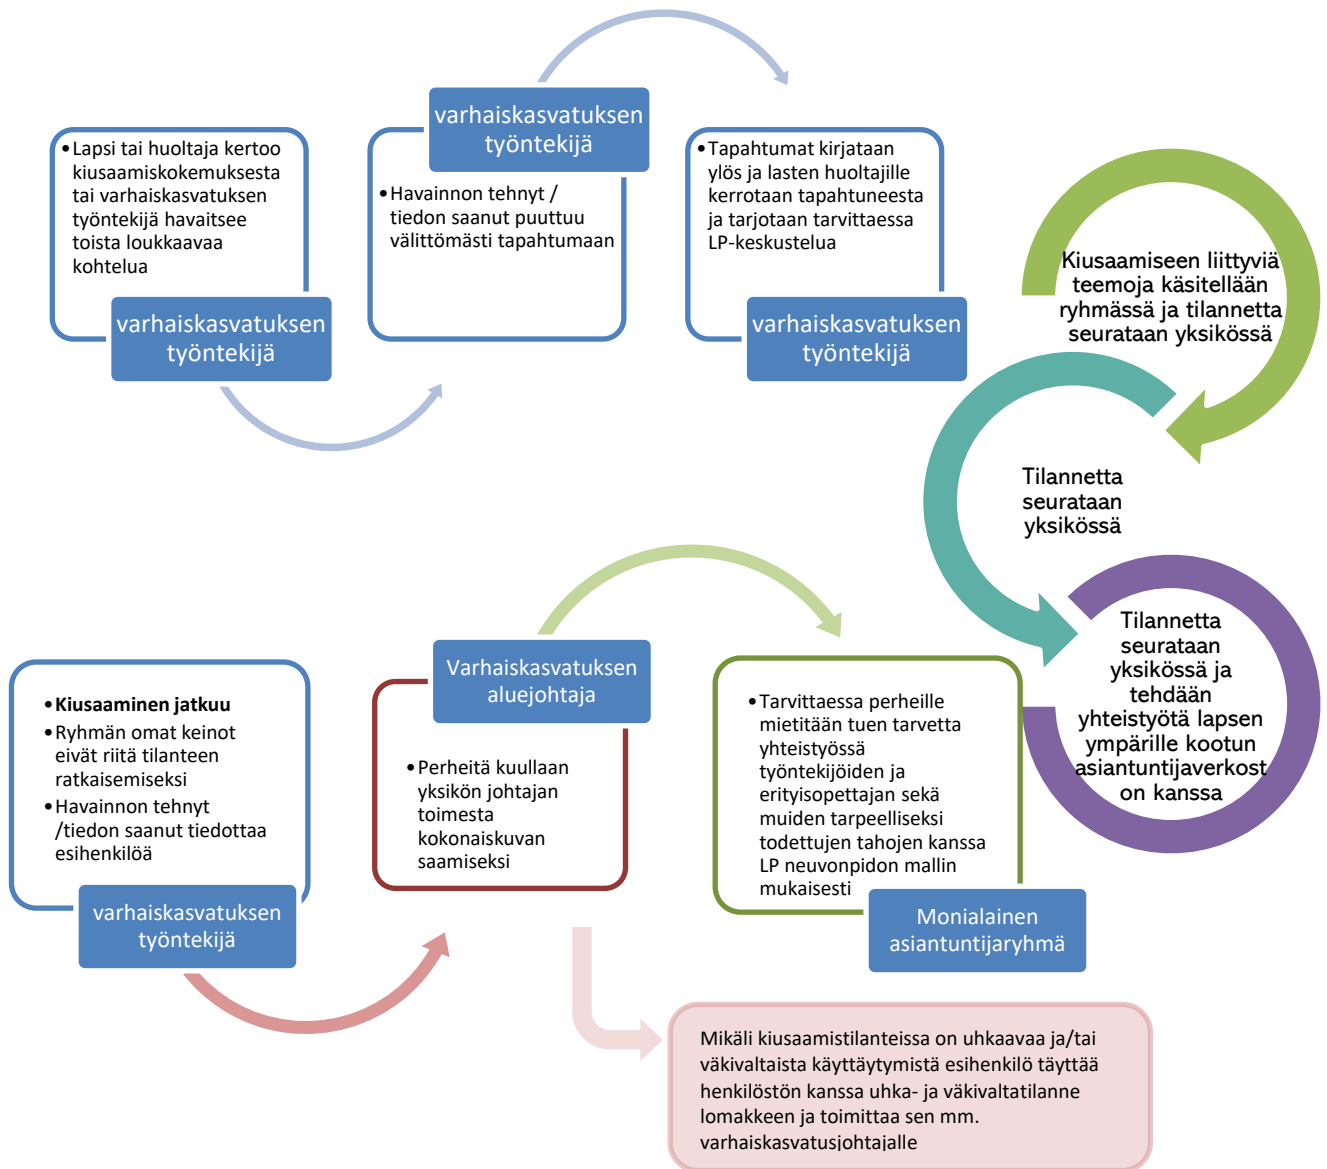 •Lapsi tai huoltaja kertoo
kiusaamiskokemuksesta
tai varhaiskasvatuksen
työntekijä havaitsee
toista loukkaavaa
kohtelua
varhaiskasvatuksen
työntekijä
varhaiskasvatuksen
työntekijä
•Havainnon tehnyt /
tiedon saanut puuttuu
välittömästi tapahtumaan
•Tapahtumat kirjataan
ylös ja lasten huoltajille
kerrotaan tapahtuneesta
ja tarjotaan tarvittaessa
LP-keskustelua
varhaiskasvatuksen
työntekijä
Kiusaamiseen liittyviä
teemoja käsitellään
ryhmässä ja tilannetta
seurataan yksikössä
Tilannetta
seurataan
yksikössä
Tilannetta
seurataan
yksikössä ja
tehdään
yhteistyötä lapsen
ympärille kootun
asiantuntijaverkost
on kanssa
•Kiusaaminen jatkuu
•Ryhmän omat keinot
eivät riitä tilanteen
ratkaisemiseksi
•Havainnon tehnyt
/tiedon saanut tiedottaa
esihenkilöä
varhaiskasvatuksen
työntekijä
Varhaiskasvatuksen
aluejohtaja
•Perheitä kuullaan
yksikön johtajan
toimesta
kokonaiskuvan
saamiseksi
•Tarvittaessa perheille
mietitään tuen tarvetta
yhteistyössä
työntekijöiden ja
erityisopettajan sekä
muiden tarpeelliseksi
todettujen tahojen kanssa
LP neuvonpidon mallin
mukaisesti
Monialainen
asiantuntijaryhmä
Mikäli kiusaamistilanteissa on uhkaavaa ja/tai
väkivaltaista käyttäytymistä esihenkilö täyttää
henkilöstön kanssa uhka- ja väkivaltatilanne
lomakkeen ja toimittaa sen mm.
varhaiskasvatusjohtajalle